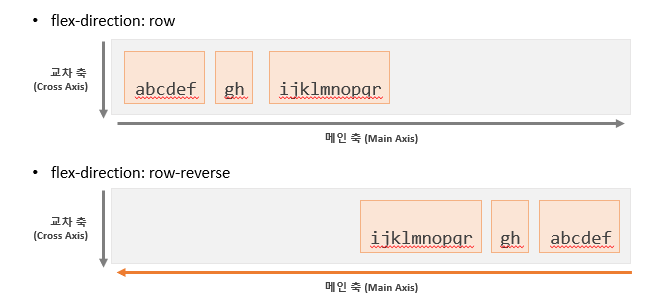 • flex-direction: row
교차 축
(Cross Axis)
abcdef gh ijklmnopqr
메인 축 (Main Axis)
• flex-direction: row-reverse
교차 축
(Cross Axis)
ijklmnopqr gh abcdef
메인 축 (Main Axis)